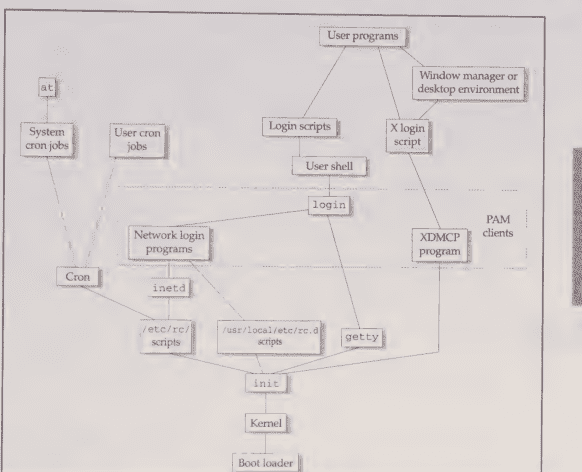 User programs
Window manager or
desktop environment
at
System
cron jobs
User cron
jobs
Login scripts
X login
script
User shell
login
PAM
clients
Network login
programs
XDMCP
program
Cron
inetd
/etc/rc/
scripts
/usr/local/etc/rc.d
scripts
getty
init
Kernel
Boot loader